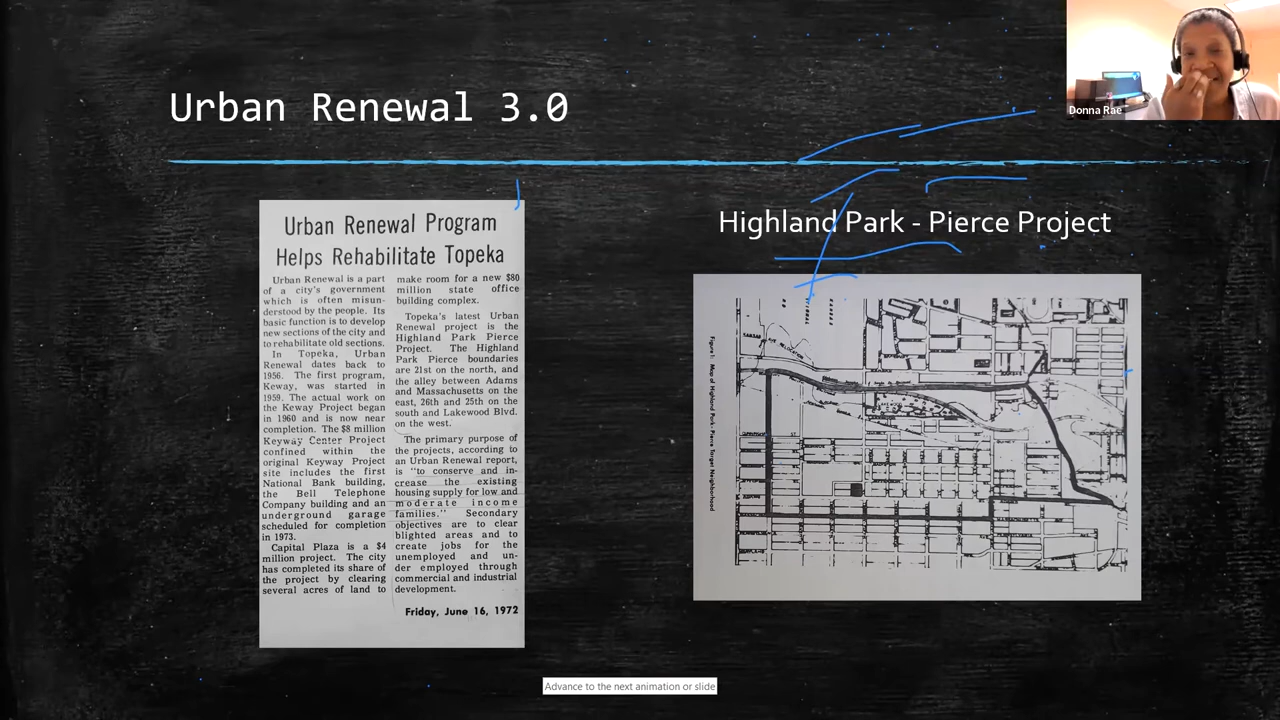 Donna Rae
Urban Renewal 3.0
Urban Renewal Program
Helps Rehabilitate Topeka
Urban Renewal is a part
of a city's government
which is often misun-
derstood by the people. Its
basic function is to develop
new sections of the city and
to rehabilitate old sections.
In Topeka, Urban
Renewal dates back to
1956. The first program,
Keway, was started in
1959. The actual work on
the Keway Project began
in 1960 and is now near
completion. The $8 million
Keyway Center Project
confined within the
original Keyway Project
site includes the first
National Bank building,
the Bell Telephone
Company building and an
underground garage
scheduled for completion
in 1973.
Capital Plaza is a $4
million project. The city
has completed its share of
the project by clearing
several acres of land to
make room for a new $80
million state office
building complex.
Topeka's latest Urban
Renewal project is the
Highland Park Pierce
Project. The Highland
Park Pierce boundaries
are 21st on the north, and
the alley between Adams
and Massachusetts on the
east, 26th and 25th on the
south and Lakewood Blvd.
on the west.
The primary purpose of
the projects, according to
an Urban Renewal report,
is "to conserve and in-
crease the existing
housing supply for low and
moderate income
families." Secondary
objectives are to clear
blighted areas and to
create jobs for the
unemployed and un-
der employed through
commercial and industrial
development.
Friday, June 16, 1972
Highland Park - Pierce Project
Figure 1: Map of Highland Park-Pierce Target Neighborhood
Advance to the next animation or slide